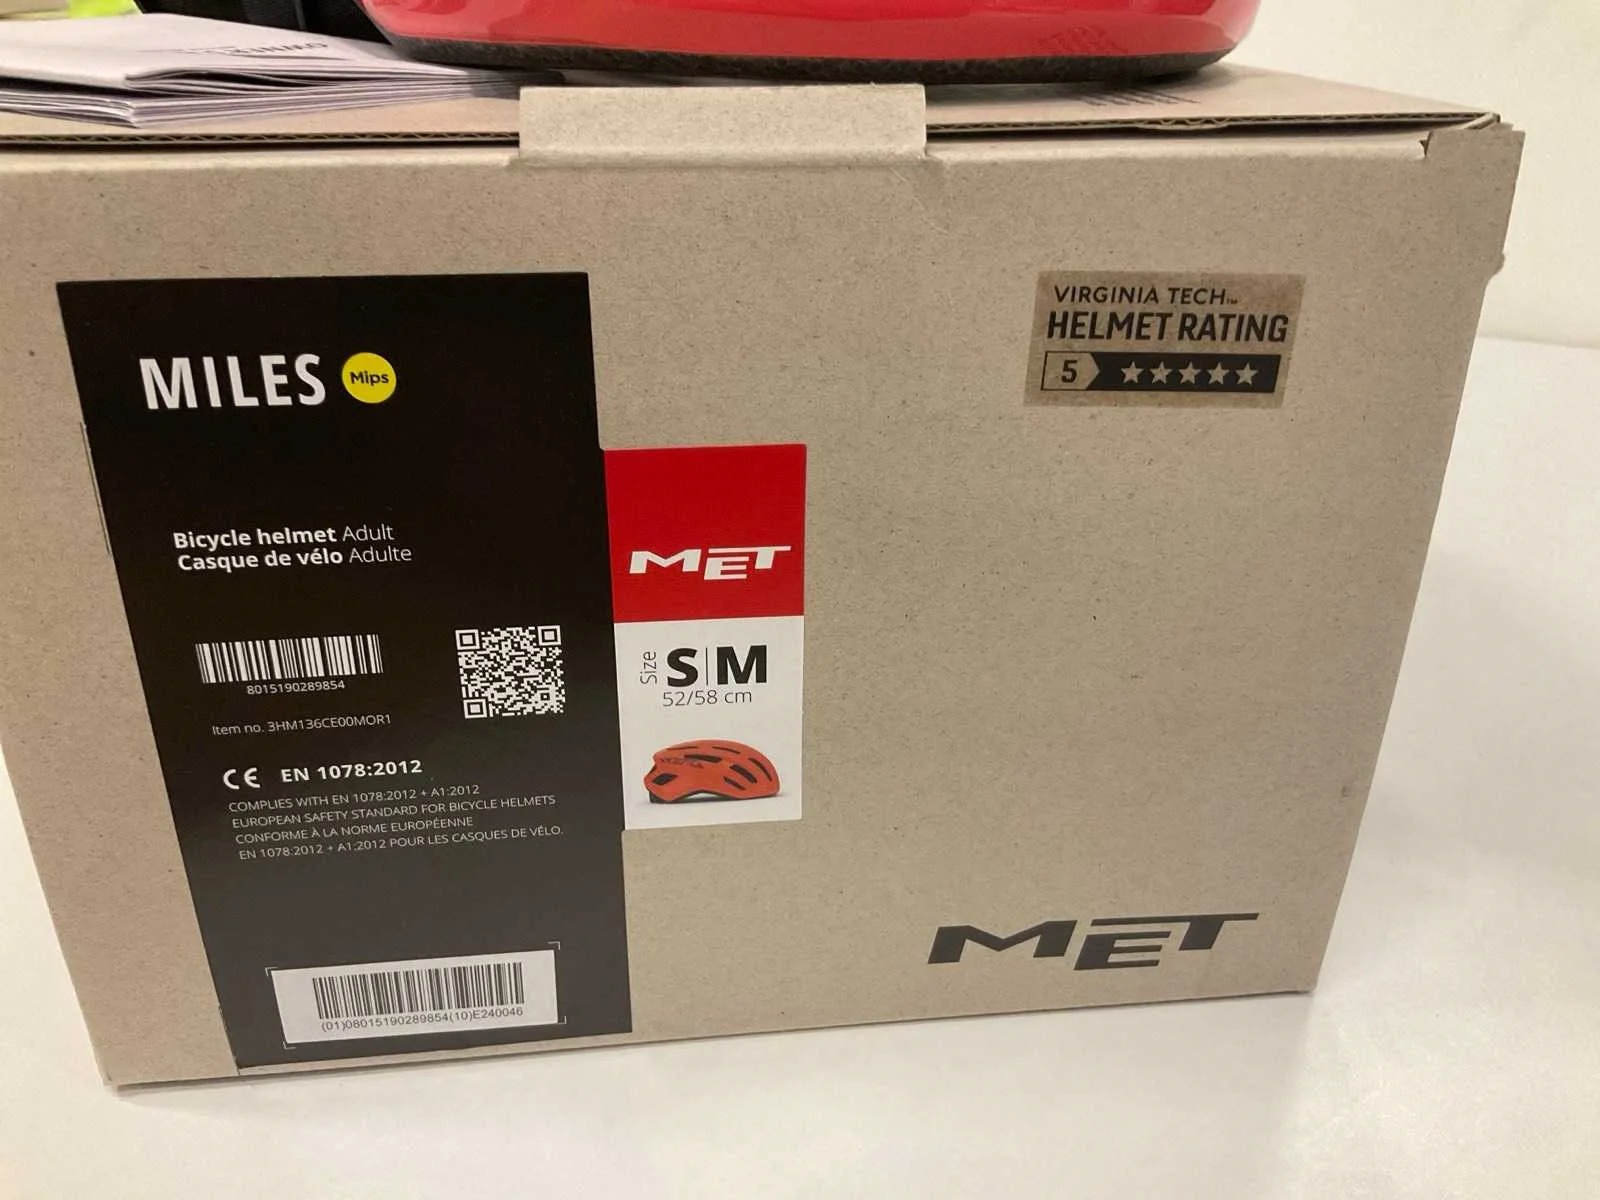 OWNER'S
VIRGINIA TECH™
HELMET RATING
5
MILES Mips
Bicycle helmet Adult
Casque de vélo Adulte
8015190289854
Item no. 3HM136CE00MOR1
CE EN 1078:2012
COMPLIES WITH EN 1078:2012 + A1:2012
EUROPEAN SAFETY STANDARD FOR BICYCLE HELMETS
CONFORME À LA NORME EUROPÉENNE
EN 1078:2012 + A1:2012 POUR LES CASQUES DE VÉLO.
(01)08015190289854(10)E240046
MET
Size S|M
52/58 cm
MET